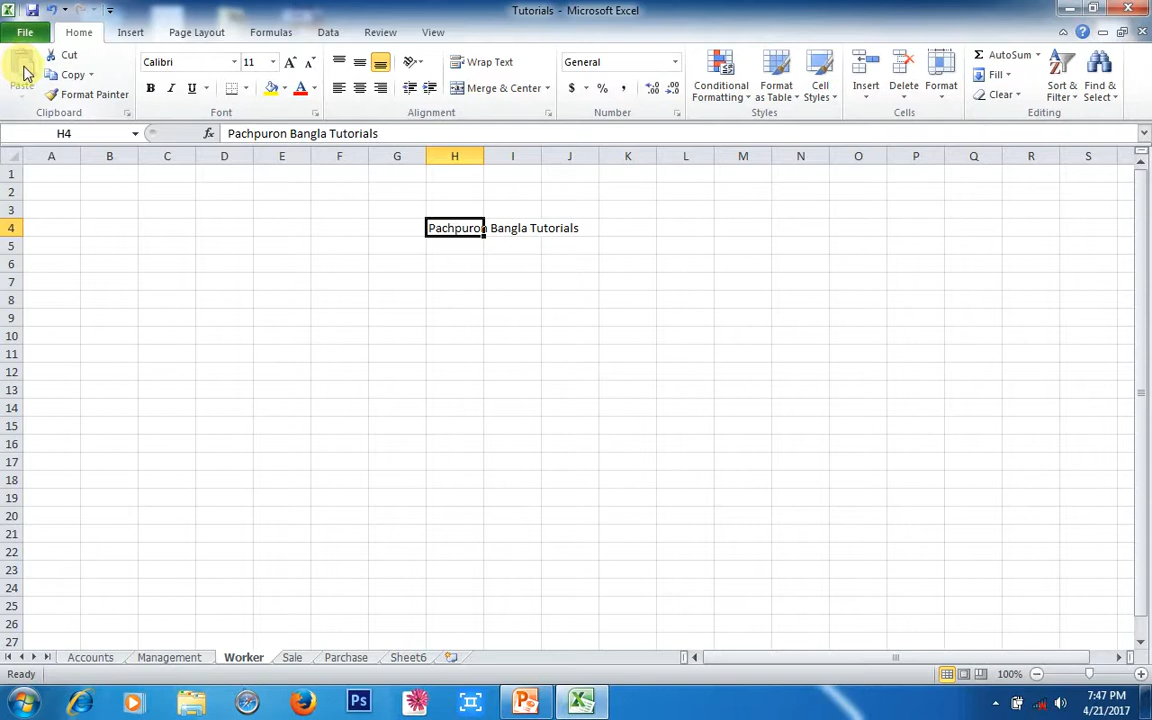 Tutorials - Microsoft Excel
File Home Insert Page Layout Formulas Data Review View
Paste
Cut
Copy
Format Painter
Clipboard
Calibri 11
B I U
A
Font
Wrap Text
Merge & Center
Alignment
General
$ % ,
Number
Conditional Formatting
Format as Table
Cell Styles
Styles
Insert
Delete
Format
Cells
AutoSum
Fill
Clear
Sort & Filter
Find & Select
Editing
H4 fx Pachpuron Bangla Tutorials
A B C D E F G H I J K L M N O P Q R S
1
2
3
4 Pachpuron Bangla Tutorials
5
6
7
8
9
10
11
12
13
14
15
16
17
18
19
20
21
22
23
24
25
26
27
Accounts Management Worker Sale Parchase Sheet6
Ready 100%
Ps
7:47 PM
4/21/2017